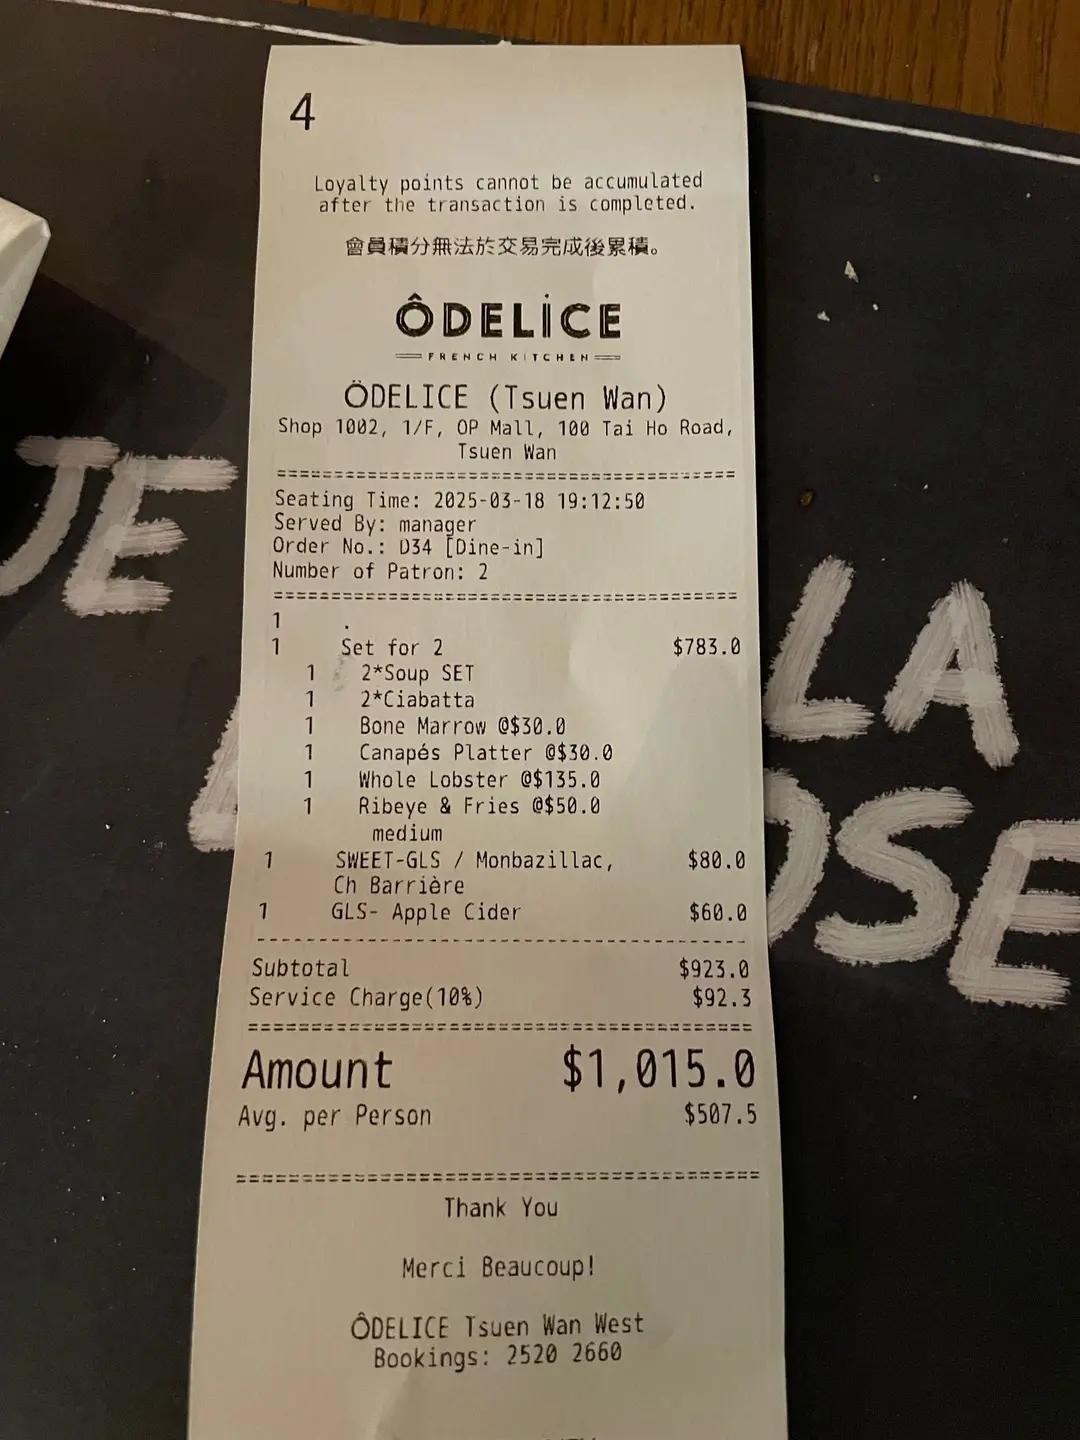 4
Loyalty points cannot be accumulated
after the transaction is completed.
會員積分無法於交易完成後累積。
ÔDELİCE
FRENCH KITCHEN
ÖDELICE (Tsuen Wan)
Shop 1002, 1/F, OP Mall, 100 Tai Ho Road,
Tsuen Wan
Seating Time: 2025-03-18 19:12:50
Served By: manager
Order No.: D34 [Dine-in]
Number of Patron: 2
1 .
1 Set for 2 $783.0
1 2*Soup SET
1 2*Ciabatta
1 Bone Marrow @$30.0
1 Canapés Platter @$30.0
1 Whole Lobster @$135.0
1 Ribeye & Fries @$50.0
medium
1 SWEET-GLS / Monbazillac, $80.0
Ch Barrière
1 GLS- Apple Cider $60.0
Subtotal $923.0
Service Charge(10%) $92.3
Amount $1,015.0
Avg. per Person $507.5
Thank You
Merci Beaucoup!
ÔDELICE Tsuen Wan West
Bookings: 2520 2660
JE LA
OSE